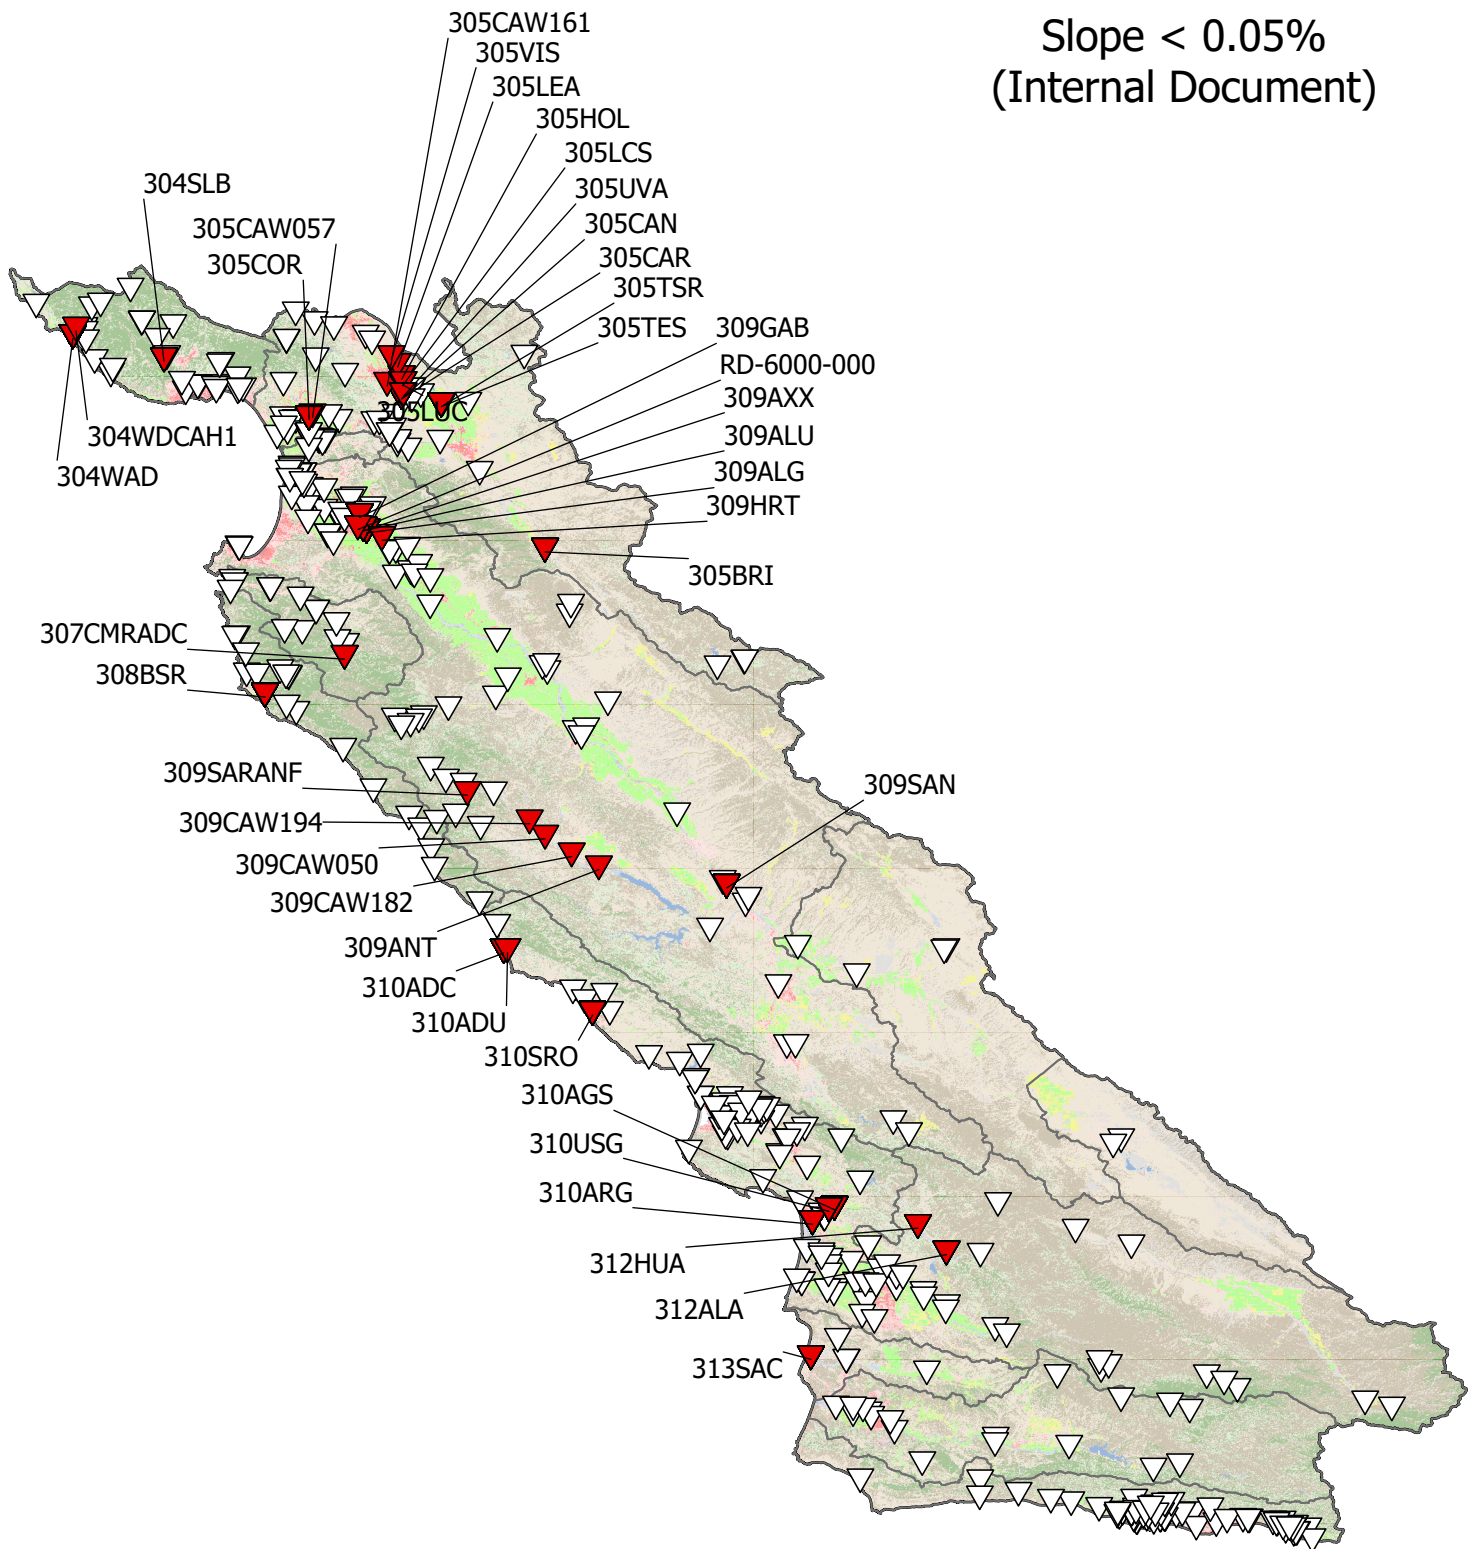 Slope < 0.05%
(Internal Document)
305CAW161
305VIS
305LEA
305HOL
305LCS
305UVA
305CAN
305CAR
305TSR
305TES
304SLB
305CAW057
305COR
309GAB
RD-6000-000
309AXX
309ALU
309ALG
309HRT
305LUC
304WDCAH1
304WAD
305BRI
307CMRADC
308BSR
309SARANF
309SAN
309CAW194
309CAW050
309CAW182
309ANT
310ADC
310ADU
310SRO
310AGS
310USG
310ARG
312HUA
312ALA
313SAC